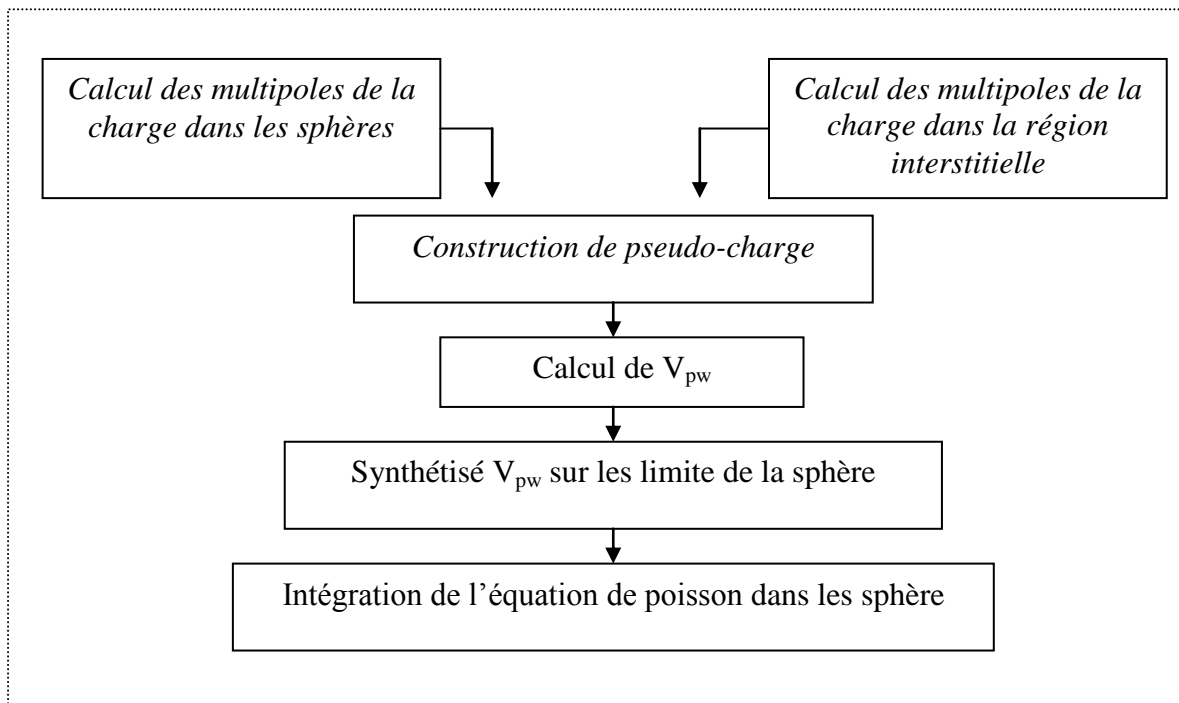 Calcul des multipoles de la
charge dans les sphères
Calcul des multipoles de la
charge dans la région
interstitielle
Construction de pseudo-charge
Calcul de Vpw
Synthétisé Vpw sur les limite de la sphère
Intégration de l’équation de poisson dans les sphère